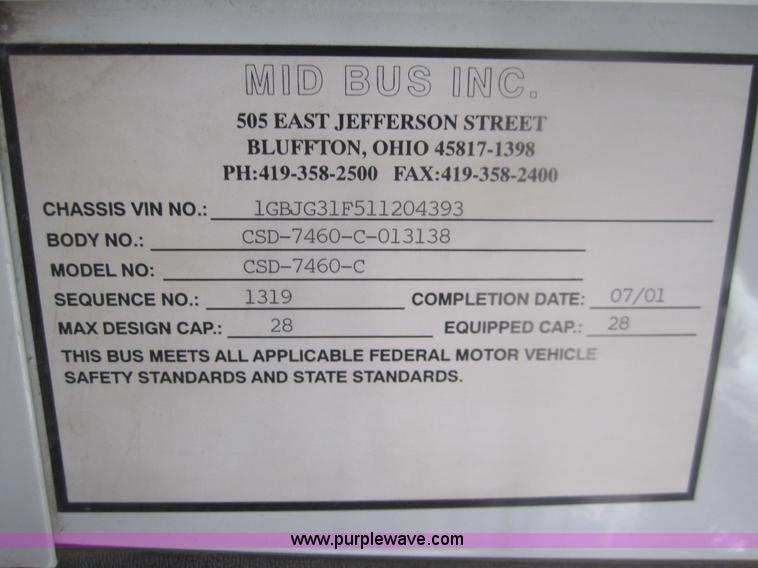 MID BUS INC.
505 EAST JEFFERSON STREET
BLUFFTON, OHIO 45817-1398
PH:419-358-2500 FAX:419-358-2400
CHASSIS VIN NO.: 1GBJG31F511204393
BODY NO.: CSD-7460-C-013138
MODEL NO: CSD-7460-C
SEQUENCE NO.: 1319 COMPLETION DATE: 07/01
MAX DESIGN CAP.: 28 EQUIPPED CAP.: 28
THIS BUS MEETS ALL APPLICABLE FEDERAL MOTOR VEHICLE
SAFETY STANDARDS AND STATE STANDARDS.
www.purplewave.com